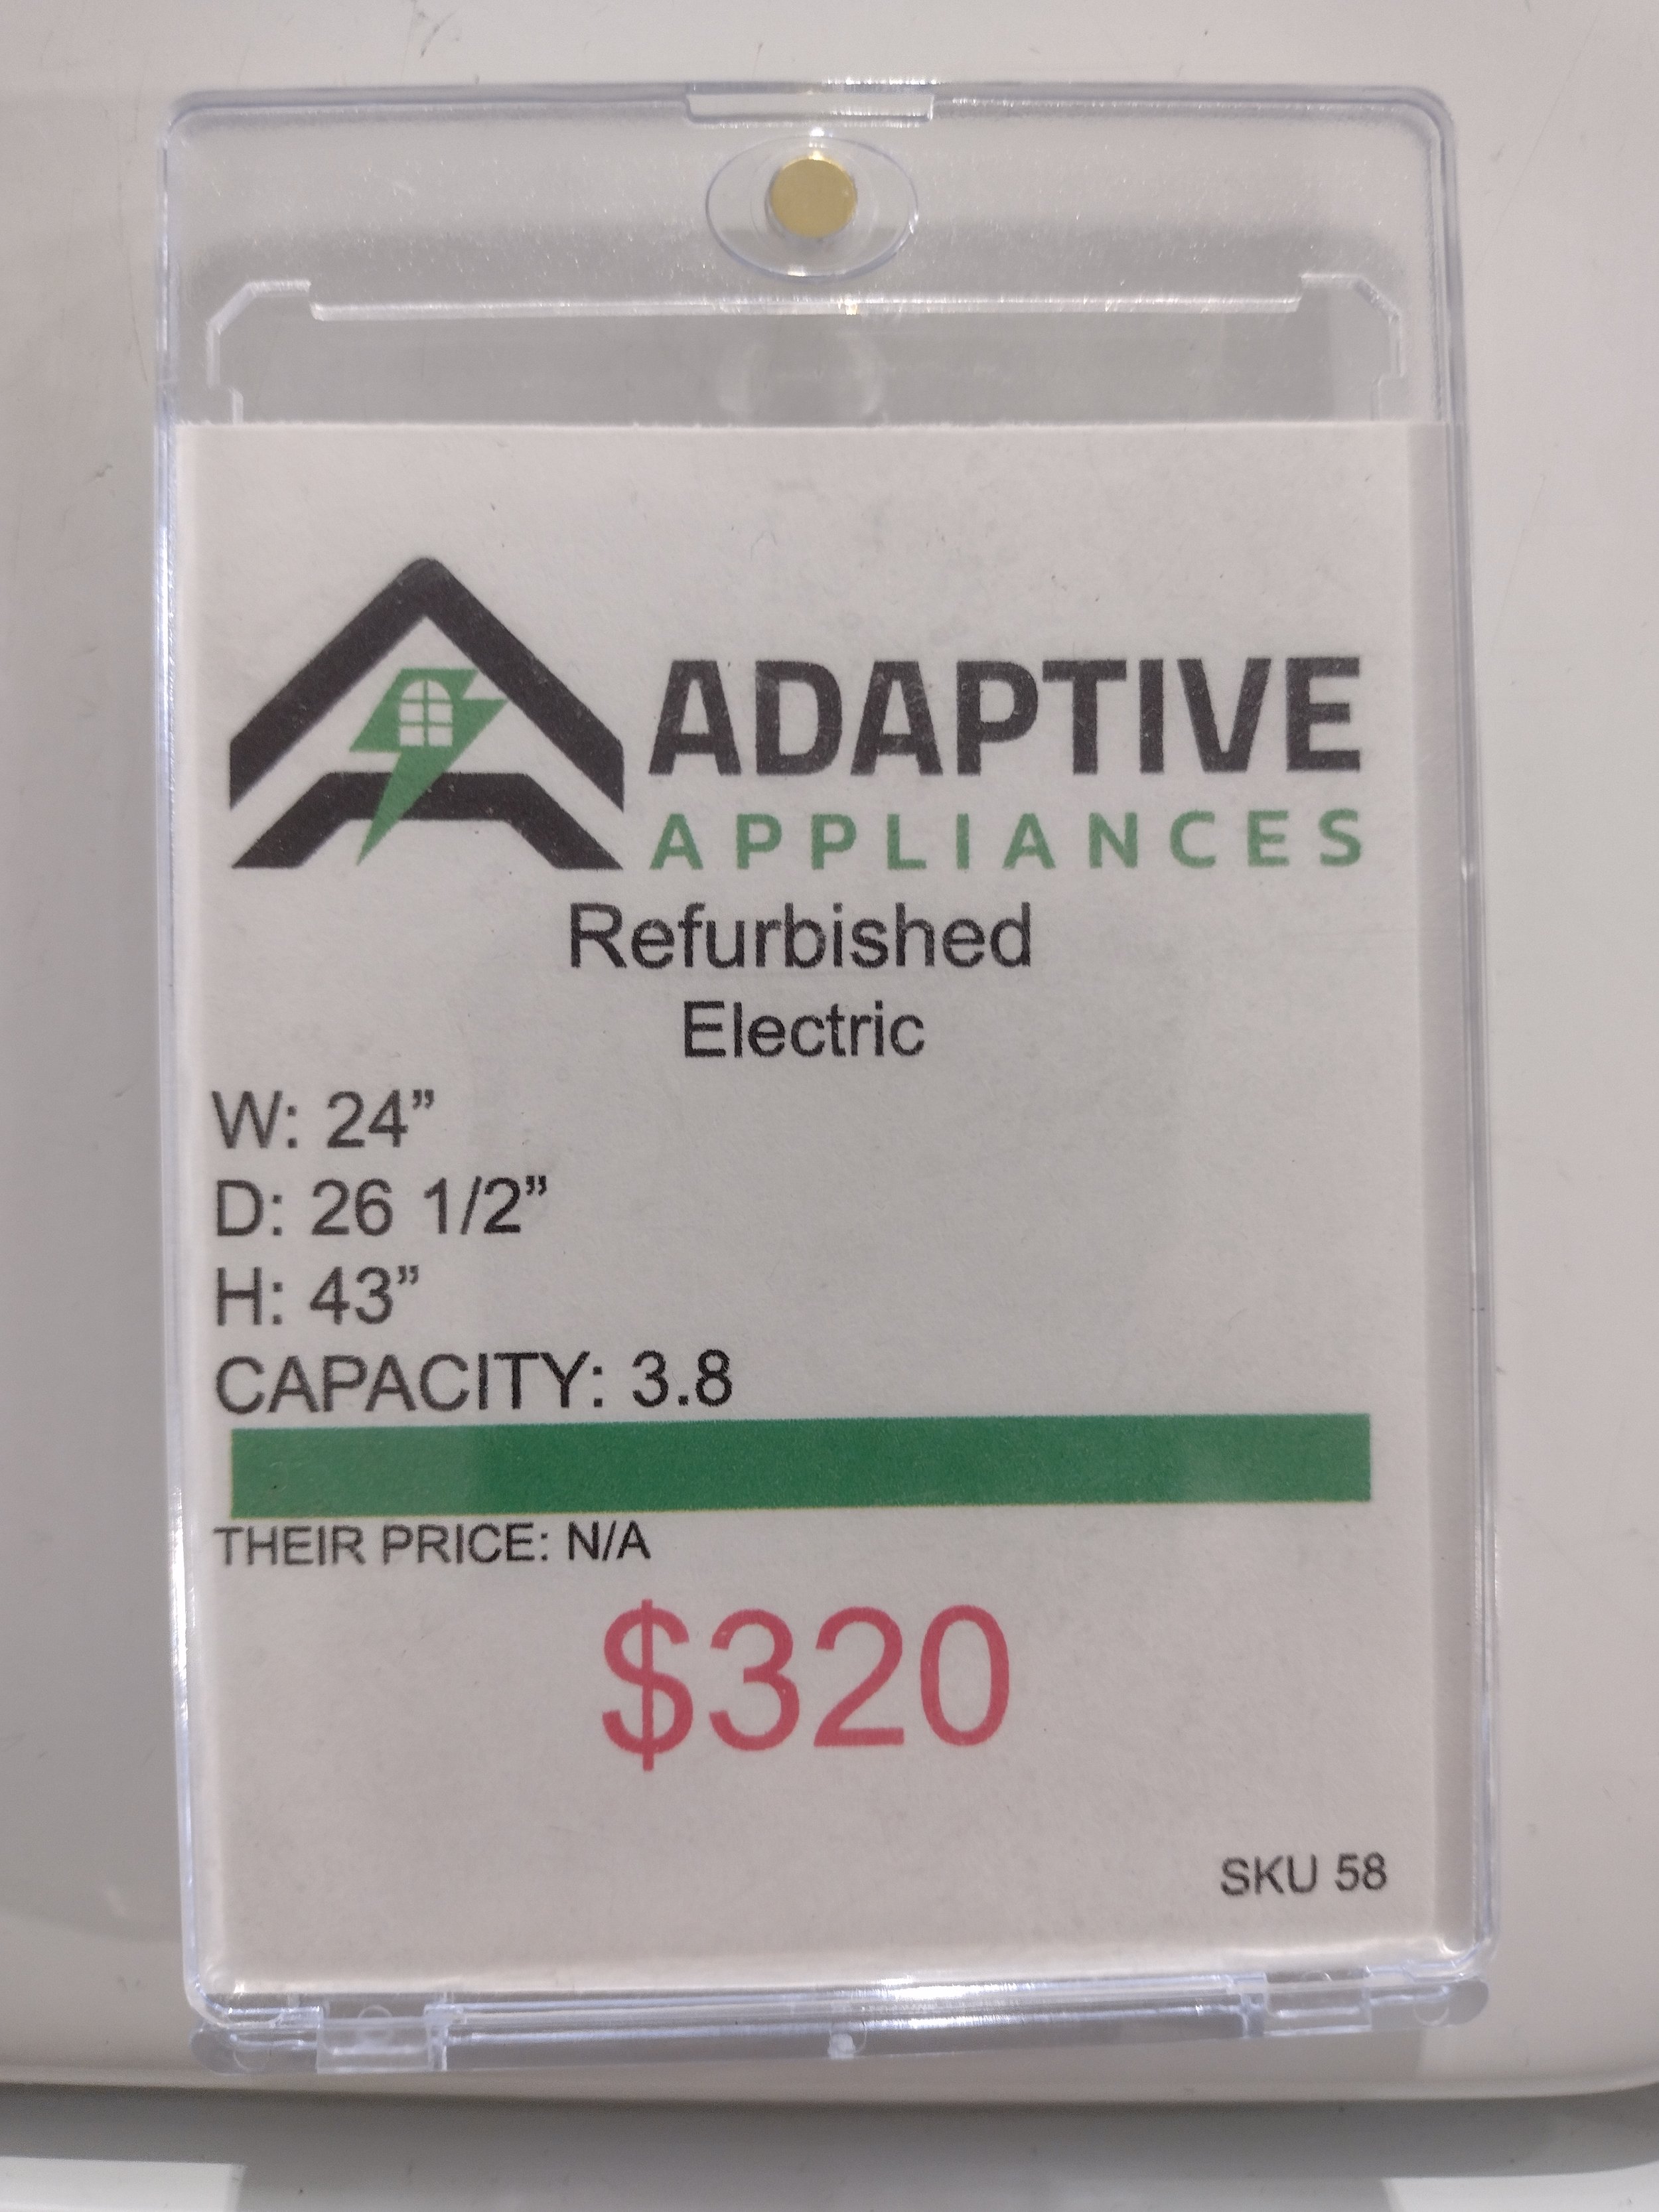 ADAPTIVE
APPLIANCES
Refurbished
Electric
W: 24”
D: 26 1/2”
H: 43”
CAPACITY: 3.8
THEIR PRICE: N/A
$320
SKU 58